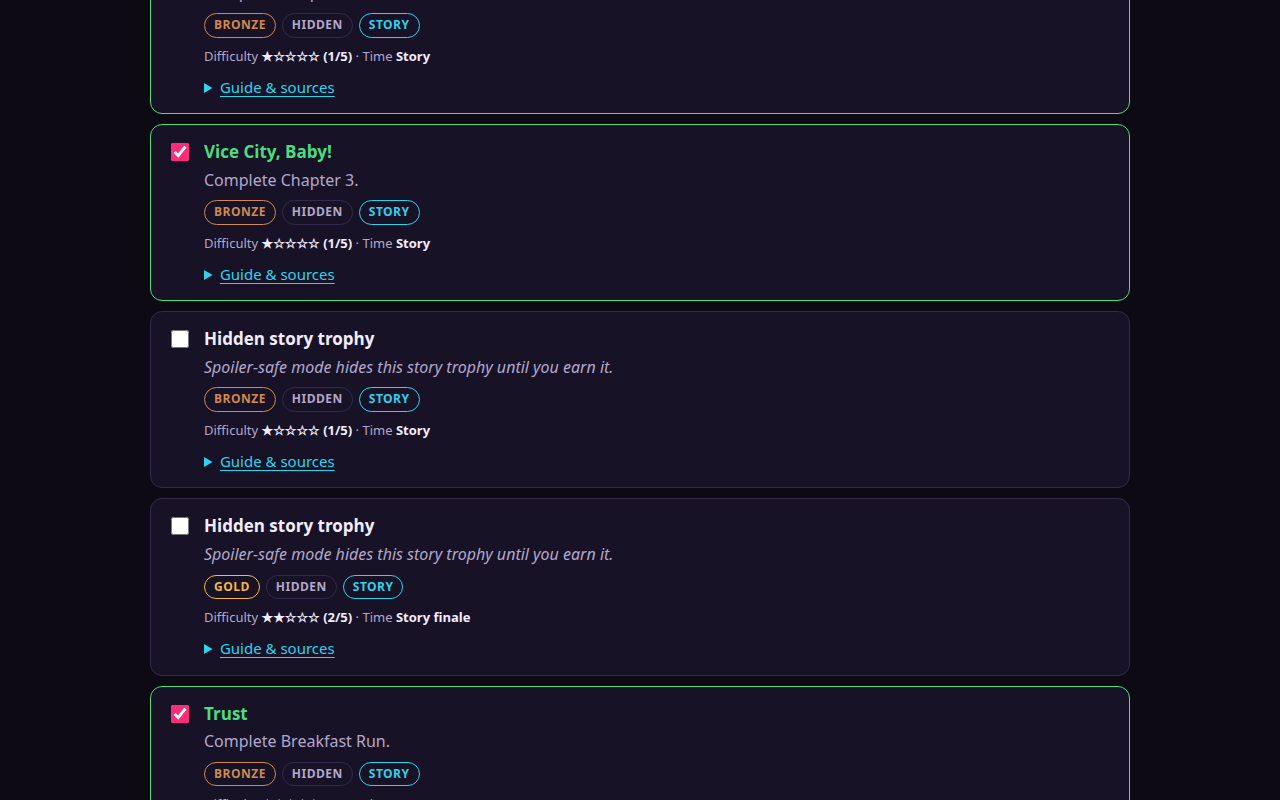 BRONZE HIDDEN STORY
Difficulty ★☆☆☆☆ (1/5) · Time Story
▶ Guide & sources
Vice City, Baby!
Complete Chapter 3.
BRONZE HIDDEN STORY
Difficulty ★☆☆☆☆ (1/5) · Time Story
▶ Guide & sources
Hidden story trophy
Spoiler-safe mode hides this story trophy until you earn it.
BRONZE HIDDEN STORY
Difficulty ★☆☆☆☆ (1/5) · Time Story
▶ Guide & sources
Hidden story trophy
Spoiler-safe mode hides this story trophy until you earn it.
GOLD HIDDEN STORY
Difficulty ★★☆☆☆ (2/5) · Time Story finale
▶ Guide & sources
Trust
Complete Breakfast Run.
BRONZE HIDDEN STORY